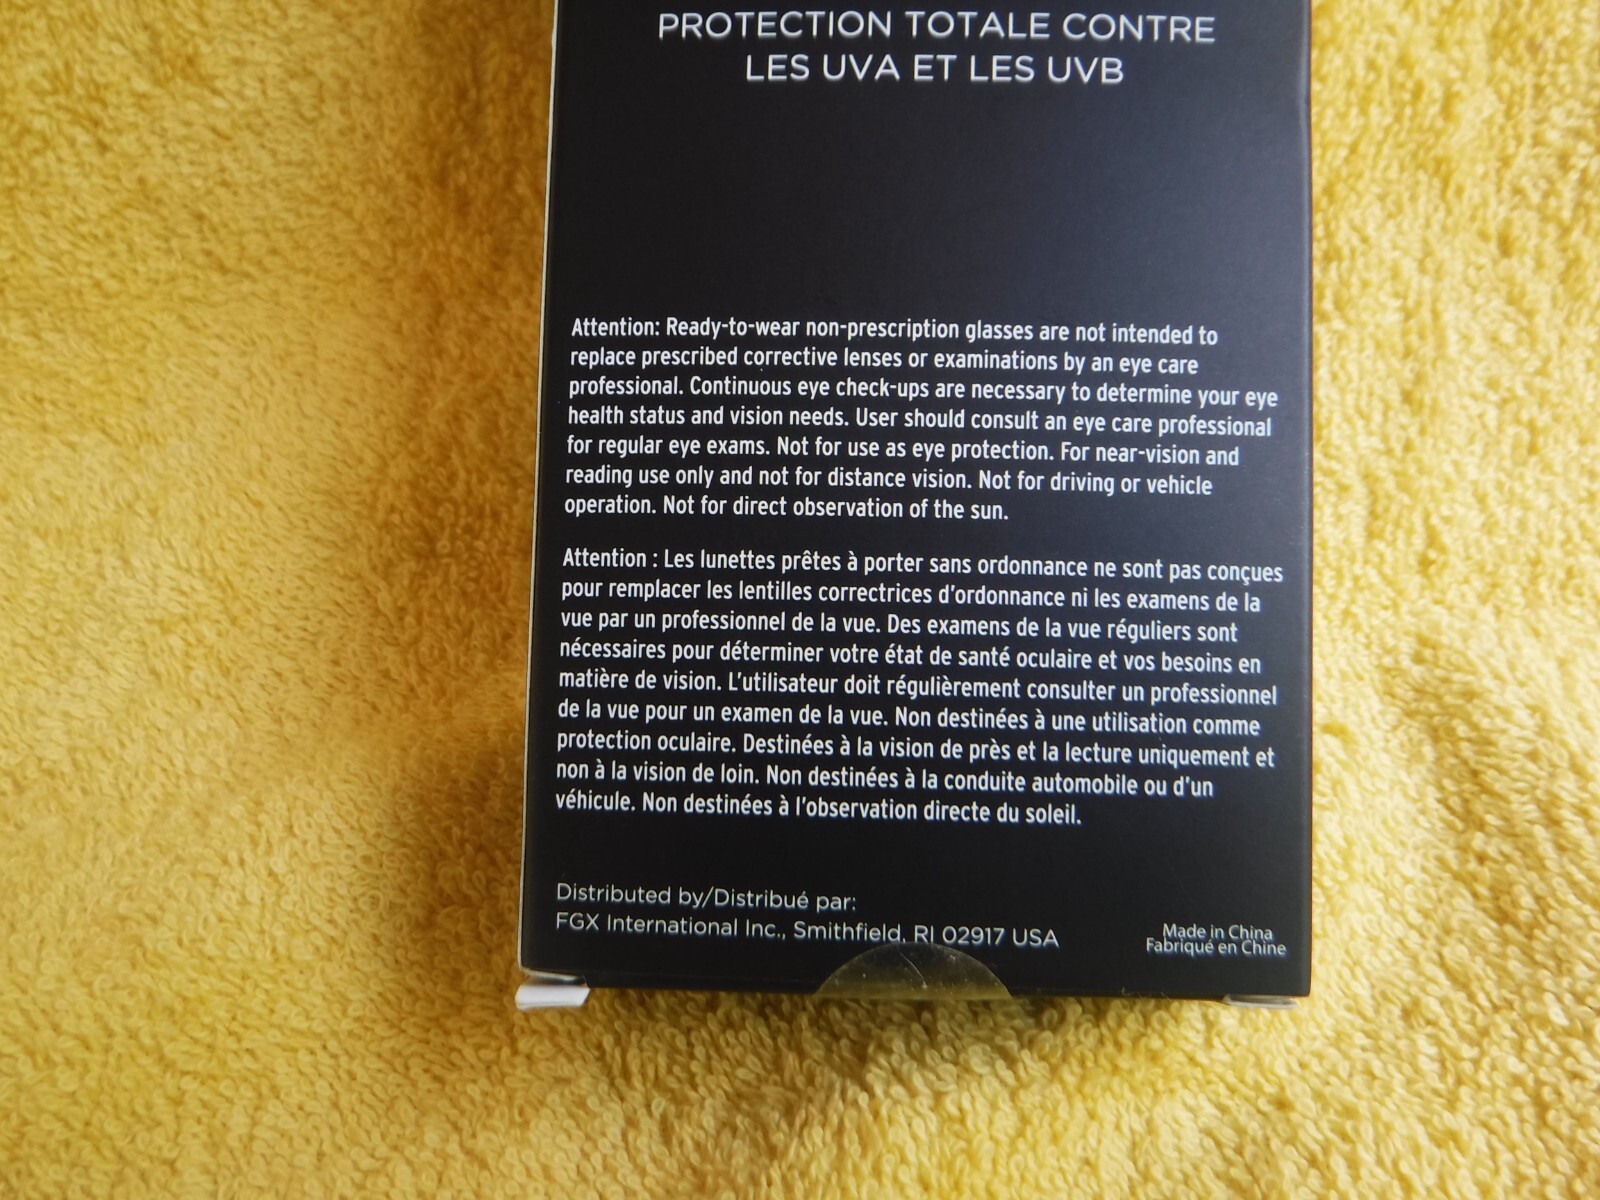 PROTECTION TOTALE CONTRE
LES UVA ET LES UVB
Attention: Ready-to-wear non-prescription glasses are not intended to
replace prescribed corrective lenses or examinations by an eye care
professional. Continuous eye check-ups are necessary to determine your eye
health status and vision needs. User should consult an eye care professional
for regular eye exams. Not for use as eye protection. For near-vision and
reading use only and not for distance vision. Not for driving or vehicle
operation. Not for direct observation of the sun.
Attention : Les lunettes prêtes à porter sans ordonnance ne sont pas conçues
pour remplacer les lentilles correctrices d'ordonnance ni les examens de la
vue par un professionnel de la vue. Des examens de la vue réguliers sont
nécessaires pour déterminer votre état de santé oculaire et vos besoins en
matière de vision. L'utilisateur doit régulièrement consulter un professionnel
de la vue pour un examen de la vue. Non destinées à une utilisation comme
protection oculaire. Destinées à la vision de près et la lecture uniquement et
non à la vision de loin. Non destinées à la conduite automobile ou d'un
véhicule. Non destinées à l'observation directe du soleil.
Distributed by/Distribué par:
FGX International Inc., Smithfield, RI 02917 USA
Made in China
Fabriqué en Chine